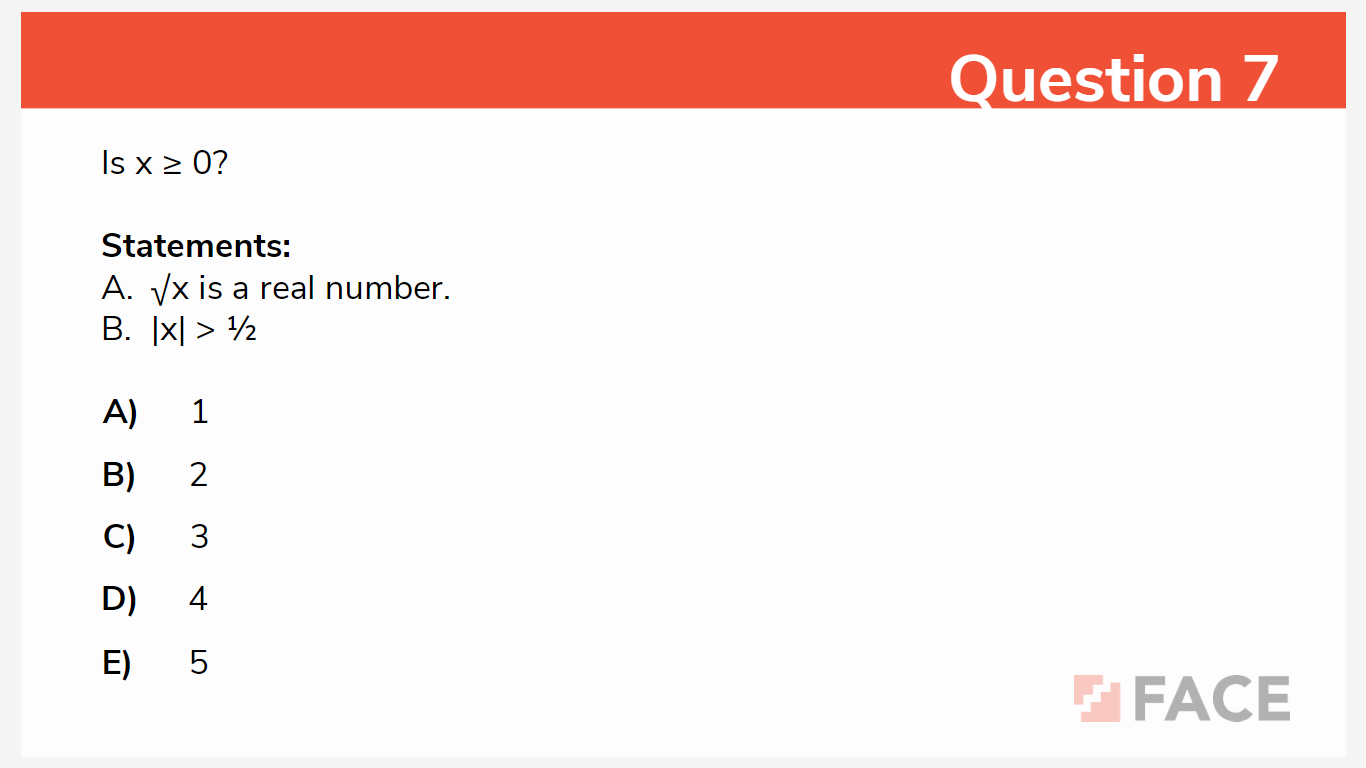 Question 7
Is x ≥ 0?
Statements:
A. √x is a real number.
B. |x| > ½
A) 1
B) 2
C) 3
D) 4
E) 5
FACE